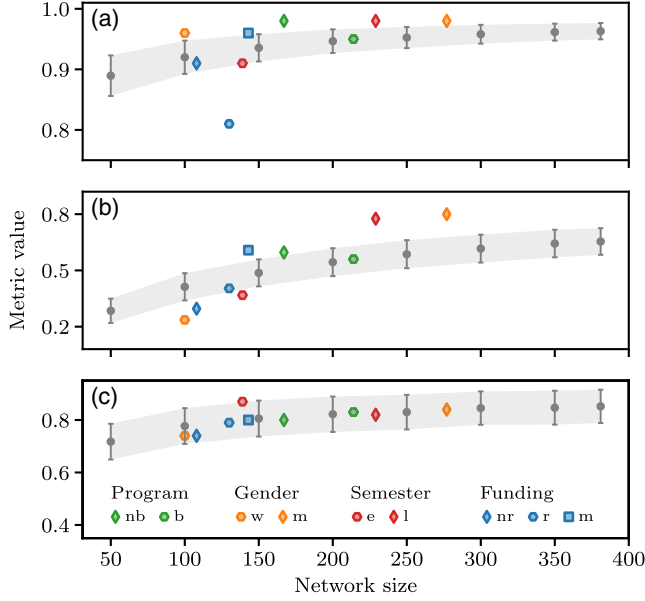 (a)
1.0
0.9
0.8
(b)
0.8
0.5
0.2
Metric value
(c)
0.8
0.6
0.4
Program Gender Semester Funding
nb b w m e l nr r m
50 100 150 200 250 300 350 400
Network size